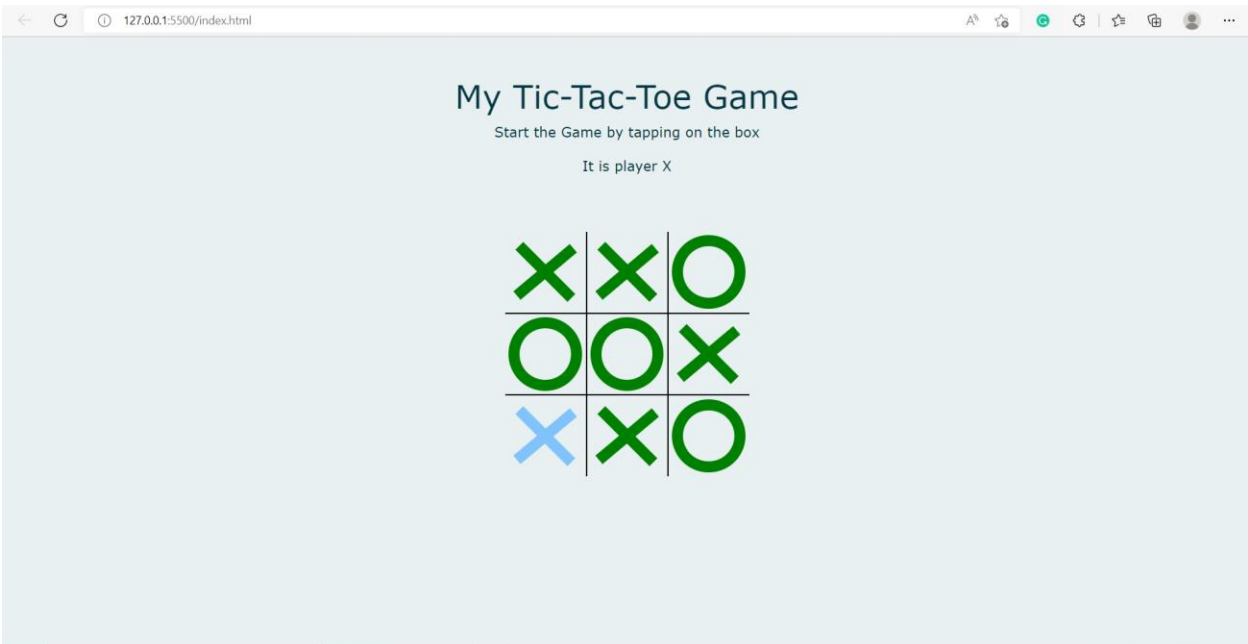 127.0.0.1:5500/index.html
My Tic-Tac-Toe Game
Start the Game by tapping on the box
It is player X
X X O
O O X
X X O